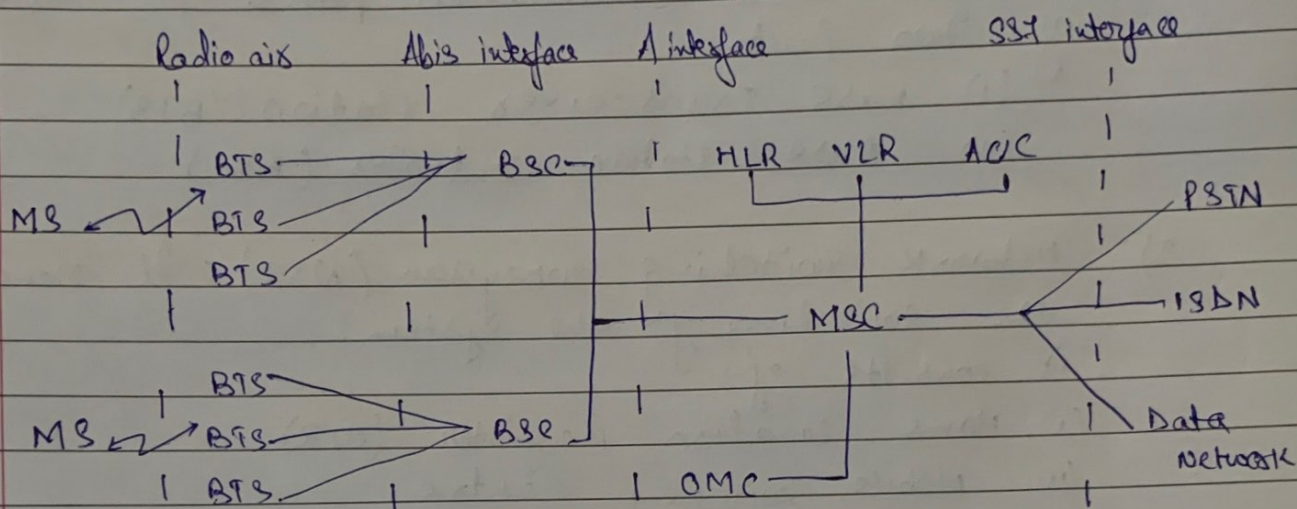 Radio air Abis interface A interface SS7 interface
BTS BSC HLR VLR AUC
PSTN
MS BTS
BTS
MSC ISDN
BTS
MS BTS BSC Data
Network
BTS OMC